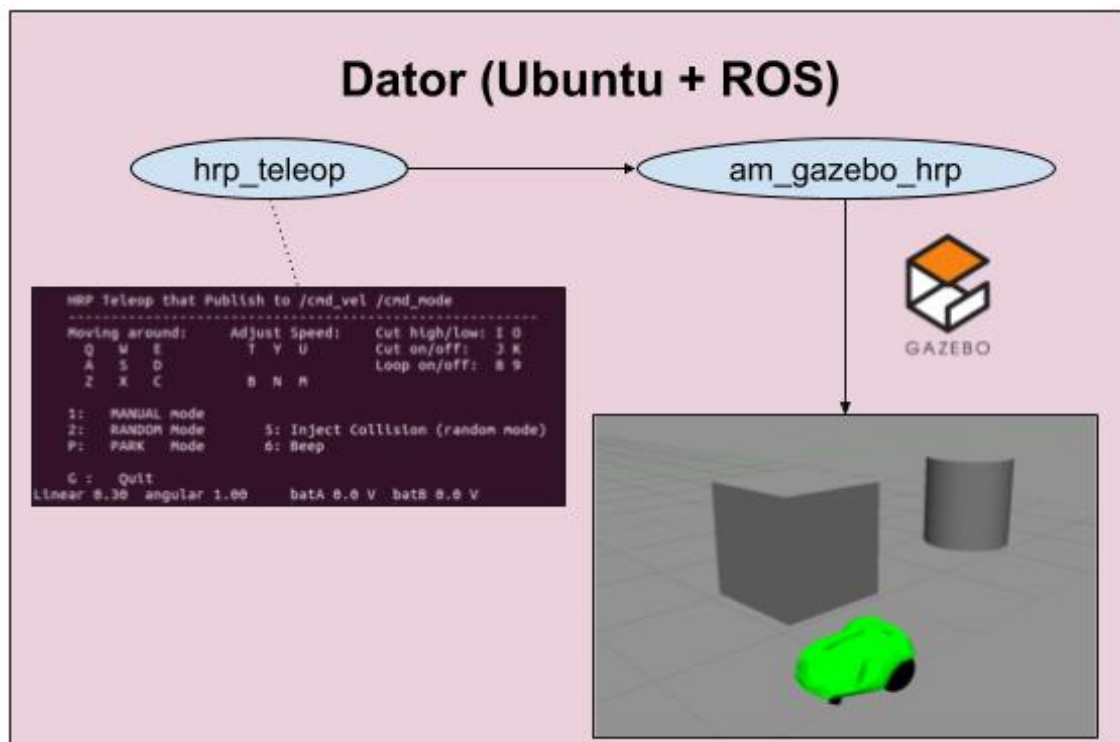 Dator (Ubuntu + ROS)
hrp_teleop
am_gazebo_hrp
HRP Teleop that Publish to /cmd_vel /cmd_mode
--------------------------------------------------------
Moving around: Adjust Speed: Cut high/low: I O
Q W E T Y U Cut on/off: J K
A S D Loop on/off: 8 9
Z X C B N M
1: MANUAL mode
2: RANDOM Mode 5: Inject Collision (random mode)
P: PARK Mode 6: Beep
G : Quit
Linear 0.30 angular 1.00 batA 0.0 V batB 0.0 V
GAZEBO